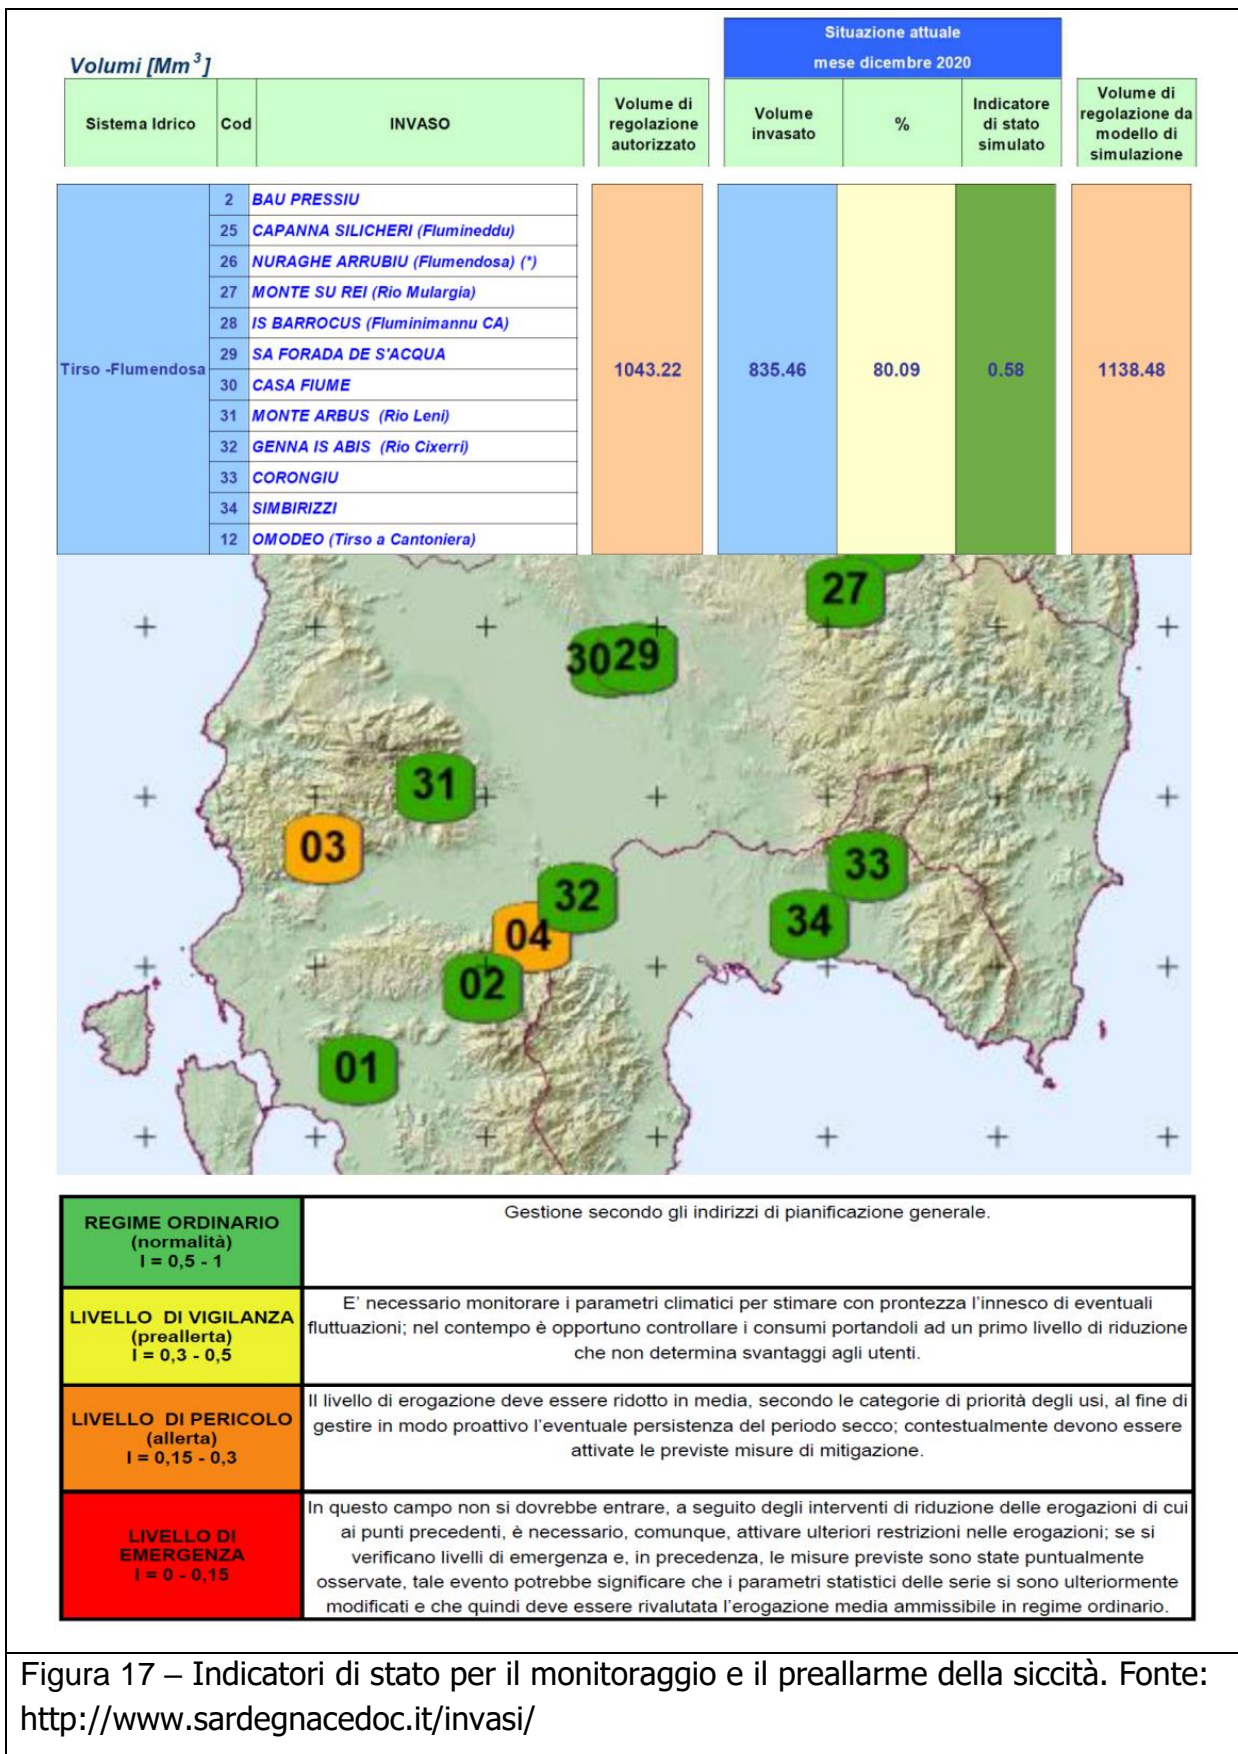 Volumi [Mm3]
Situazione attuale
mese dicembre 2020
Sistema Idrico
Cod
INVASO
Volume di
regolazione
autorizzato
Volume
invasato
%
Indicatore
di stato
simulato
Volume di
regolazione da
modello di
simulazione
Tirso -Flumendosa
2 BAU PRESSIU
25 CAPANNA SILICHERI (Flumineddu)
26 NURAGHE ARRUBIU (Flumendosa) (*)
27 MONTE SU REI (Rio Mulargia)
28 IS BARROCUS (Fluminimannu CA)
29 SA FORADA DE S'ACQUA
30 CASA FIUME
31 MONTE ARBUS (Rio Leni)
32 GENNA IS ABIS (Rio Cixerri)
33 CORONGIU
34 SIMBIRIZZI
12 OMODEO (Tirso a Cantoniera)
1043.22
835.46
80.09
0.58
1138.48
27
30
29
31
03
33
32
34
04
02
01
REGIME ORDINARIO
(normalità)
I = 0,5 - 1
Gestione secondo gli indirizzi di pianificazione generale.
LIVELLO DI VIGILANZA
(preallerta)
I = 0,3 - 0,5
E' necessario monitorare i parametri climatici per stimare con prontezza l'innesco di eventuali
fluttuazioni; nel contempo è opportuno controllare i consumi portandoli ad un primo livello di riduzione
che non determina svantaggi agli utenti.
LIVELLO DI PERICOLO
(allerta)
I = 0,15 - 0,3
Il livello di erogazione deve essere ridotto in media, secondo le categorie di priorità degli usi, al fine di
gestire in modo proattivo l'eventuale persistenza del periodo secco; contestualmente devono essere
attivate le previste misure di mitigazione.
LIVELLO DI
EMERGENZA
I = 0 - 0,15
In questo campo non si dovrebbe entrare, a seguito degli interventi di riduzione delle erogazioni di cui
ai punti precedenti, è necessario, comunque, attivare ulteriori restrizioni nelle erogazioni; se si
verificano livelli di emergenza e, in precedenza, le misure previste sono state puntualmente
osservate, tale evento potrebbe significare che i parametri statistici delle serie si sono ulteriormente
modificati e che quindi deve essere rivalutata l'erogazione media ammissibile in regime ordinario.
Figura 17 – Indicatori di stato per il monitoraggio e il preallarme della siccità. Fonte:
http://www.sardegnacedoc.it/invasi/